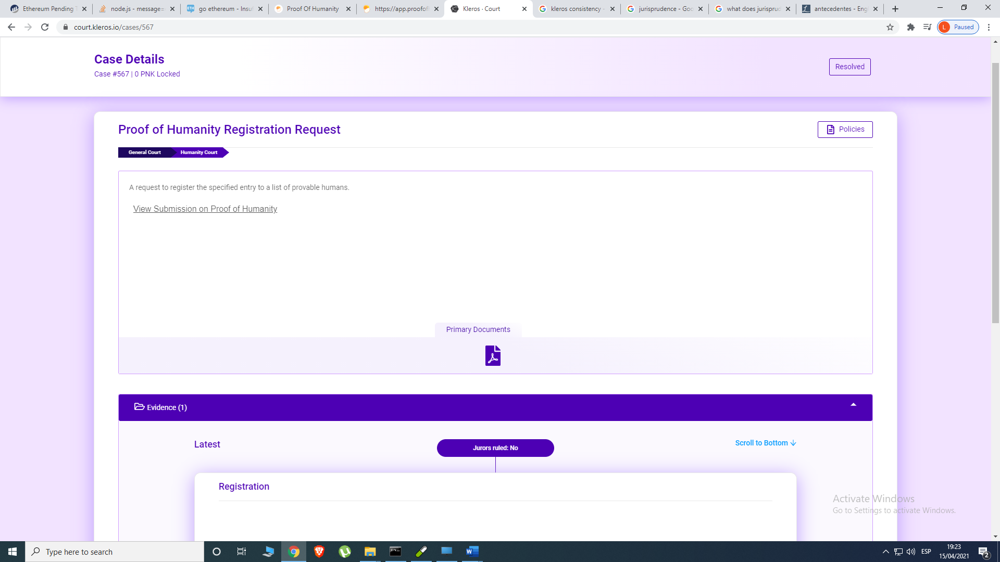 Ethereum Pending T
node.js - message=
go ethereum - Insuf
Proof Of Humanity
https://app.proofof
Kleros · Court
kleros consistency -
jurisprudence - Goo
what does jurisprud
antecedentes - Eng
court.kleros.io/cases/567
L Paused
Case Details
Case #567 | 0 PNK Locked
Resolved
Proof of Humanity Registration Request
Policies
General Court
Humanity Court
A request to register the specified entry to a list of provable humans.
View Submission on Proof of Humanity
Primary Documents
Evidence (1)
Latest
Jurors ruled: No
Scroll to Bottom
Registration
Activate Windows
Go to Settings to activate Windows.
Type here to search
ESP
19:23
15/04/2021
2